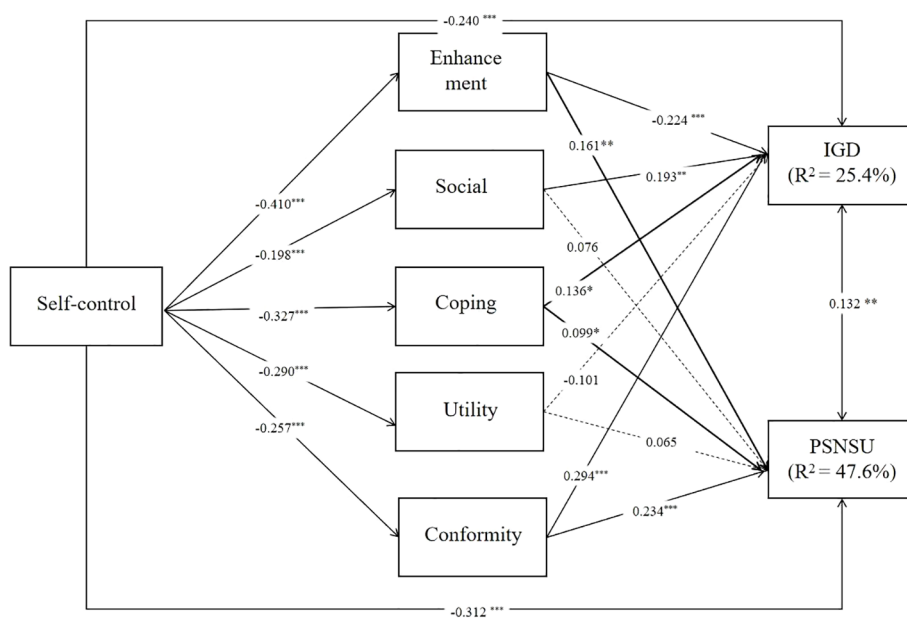 -0.240 ***
Enhance
ment
-0.224 ***
0.161**
IGD
(R² = 25.4%)
Social
0.193**
-0.410***
-0.198***
0.076
Self-control
Coping
0.136*
-0.327***
0.132 **
0.099*
-0.290***
-0.101
Utility
-0.257***
0.065
PSNSU
(R² = 47.6%)
0.294***
0.234***
Conformity
-0.312 ***